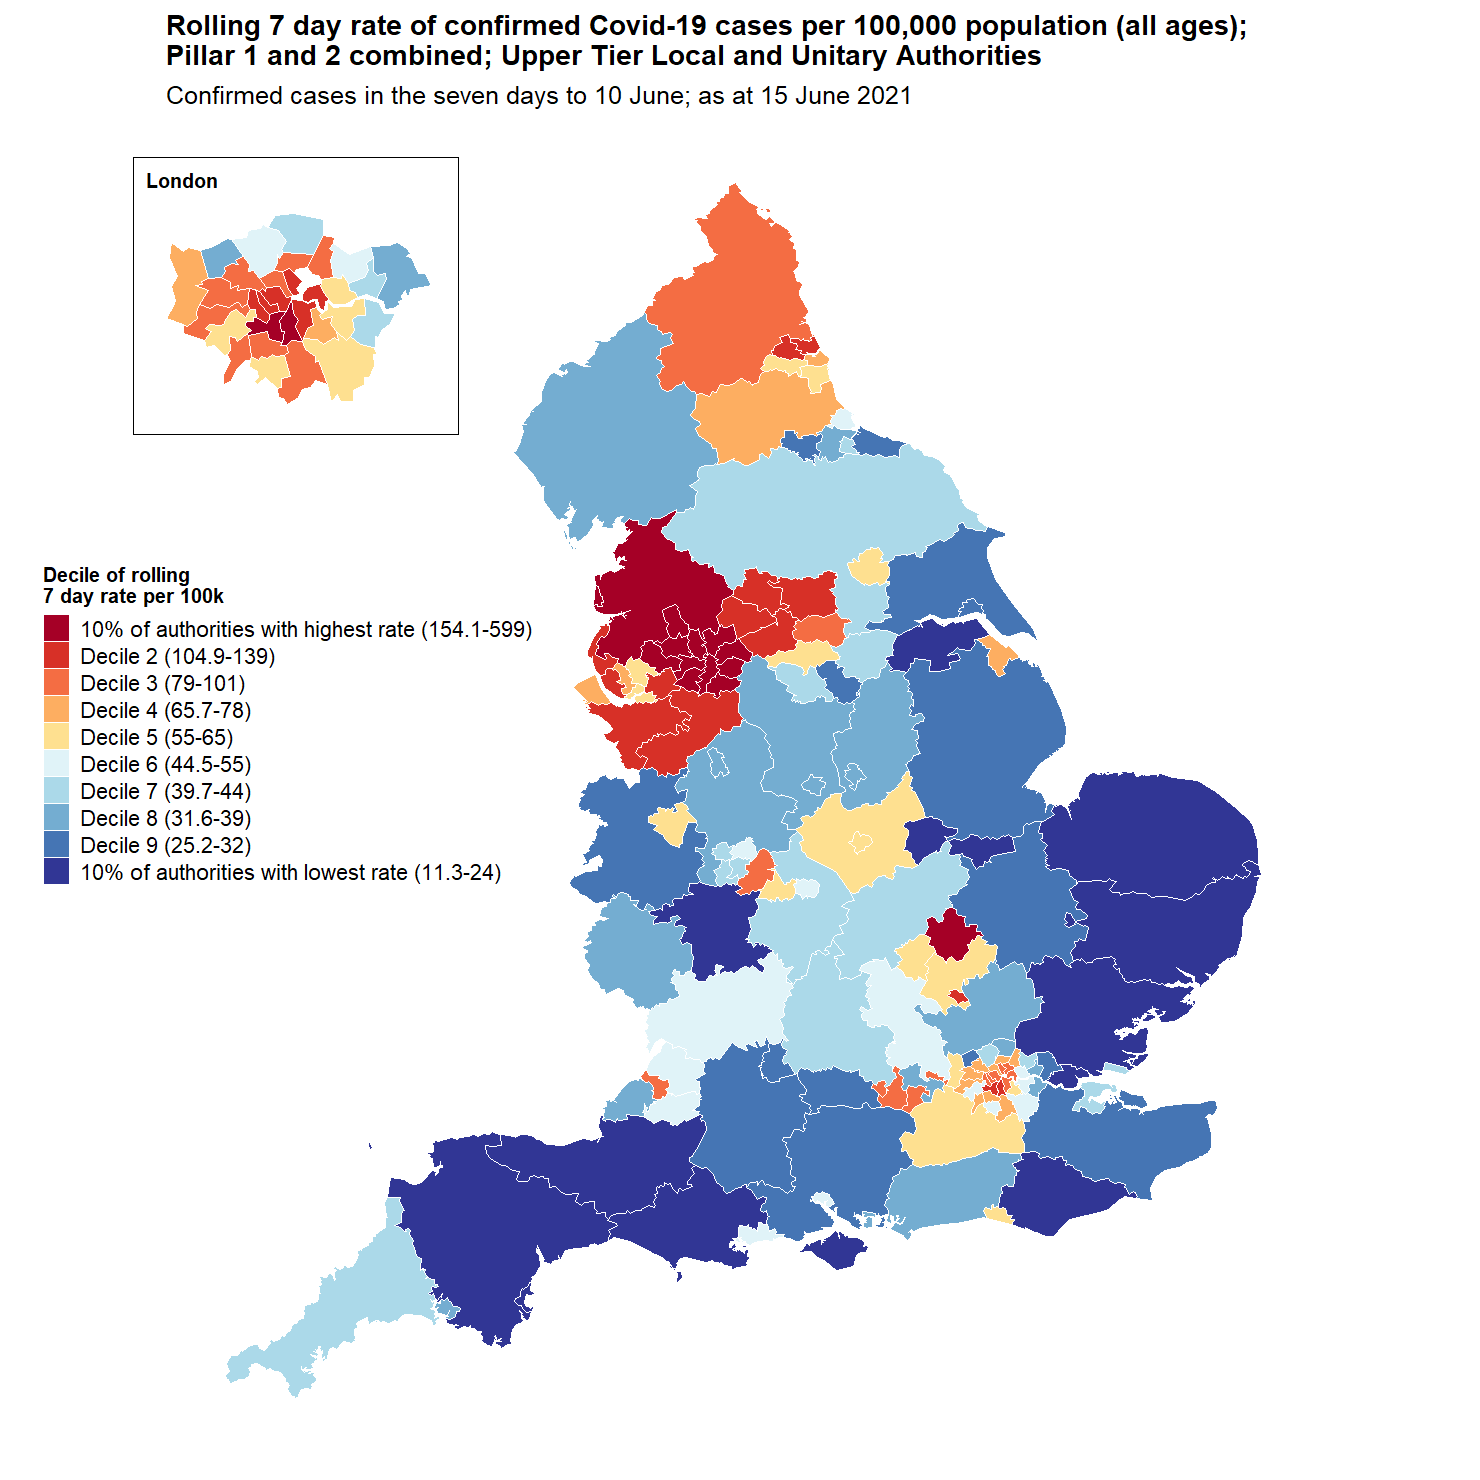 Rolling 7 day rate of confirmed Covid-19 cases per 100,000 population (all ages);
Pillar 1 and 2 combined; Upper Tier Local and Unitary Authorities
Confirmed cases in the seven days to 10 June; as at 15 June 2021
London
Decile of rolling
7 day rate per 100k
10% of authorities with highest rate (154.1-599)
Decile 2 (104.9-139)
Decile 3 (79-101)
Decile 4 (65.7-78)
Decile 5 (55-65)
Decile 6 (44.5-55)
Decile 7 (39.7-44)
Decile 8 (31.6-39)
Decile 9 (25.2-32)
10% of authorities with lowest rate (11.3-24)